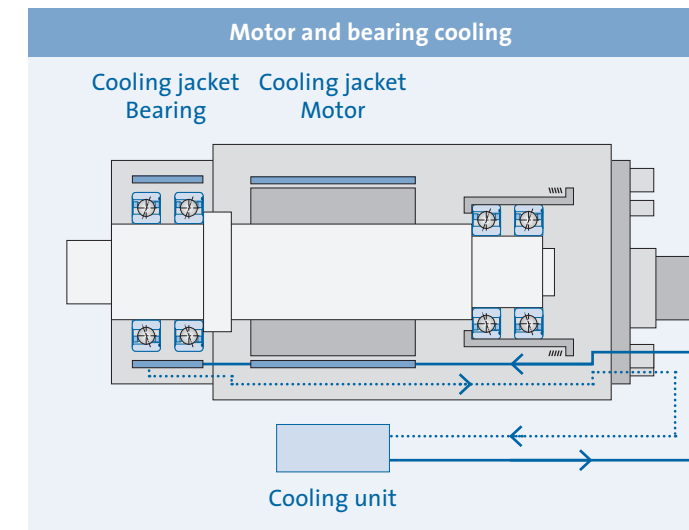 Motor and bearing cooling
Cooling jacket
Bearing
Cooling jacket
Motor
Cooling unit